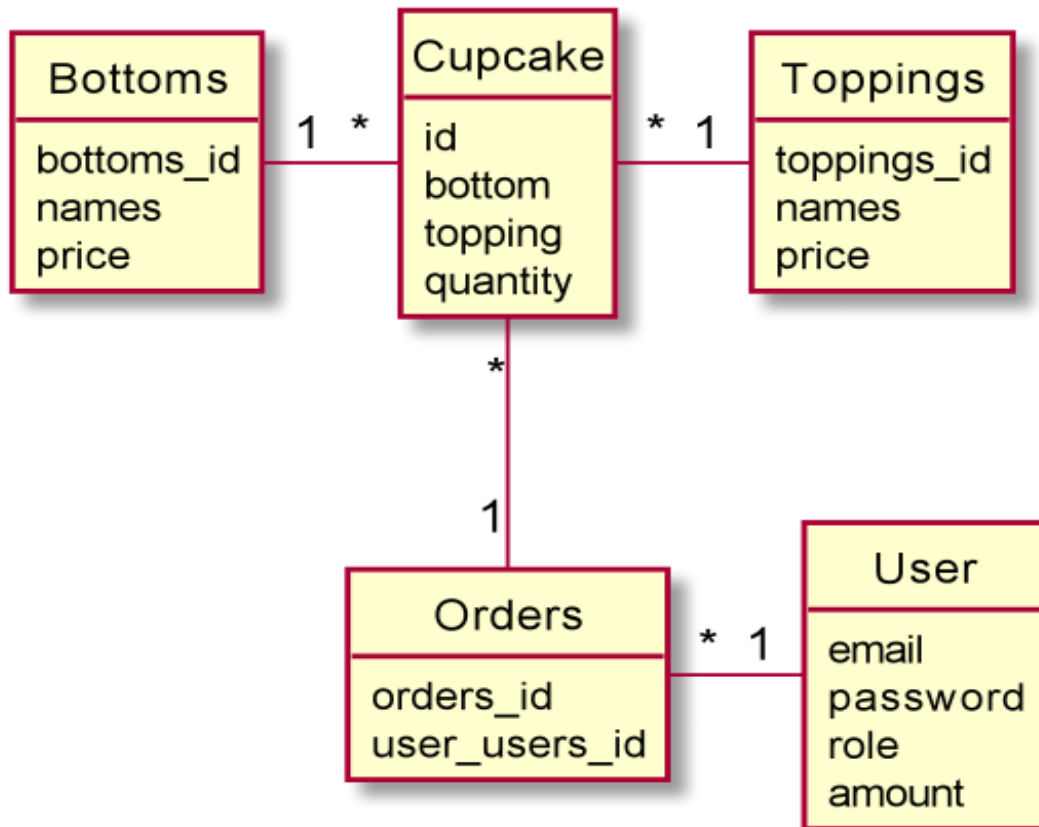 Bottoms
bottoms_id
names
price
1 *
Cupcake
id
bottom
topping
quantity
* 1
Toppings
toppings_id
names
price
*
1
Orders
orders_id
user_users_id
* 1
User
email
password
role
amount